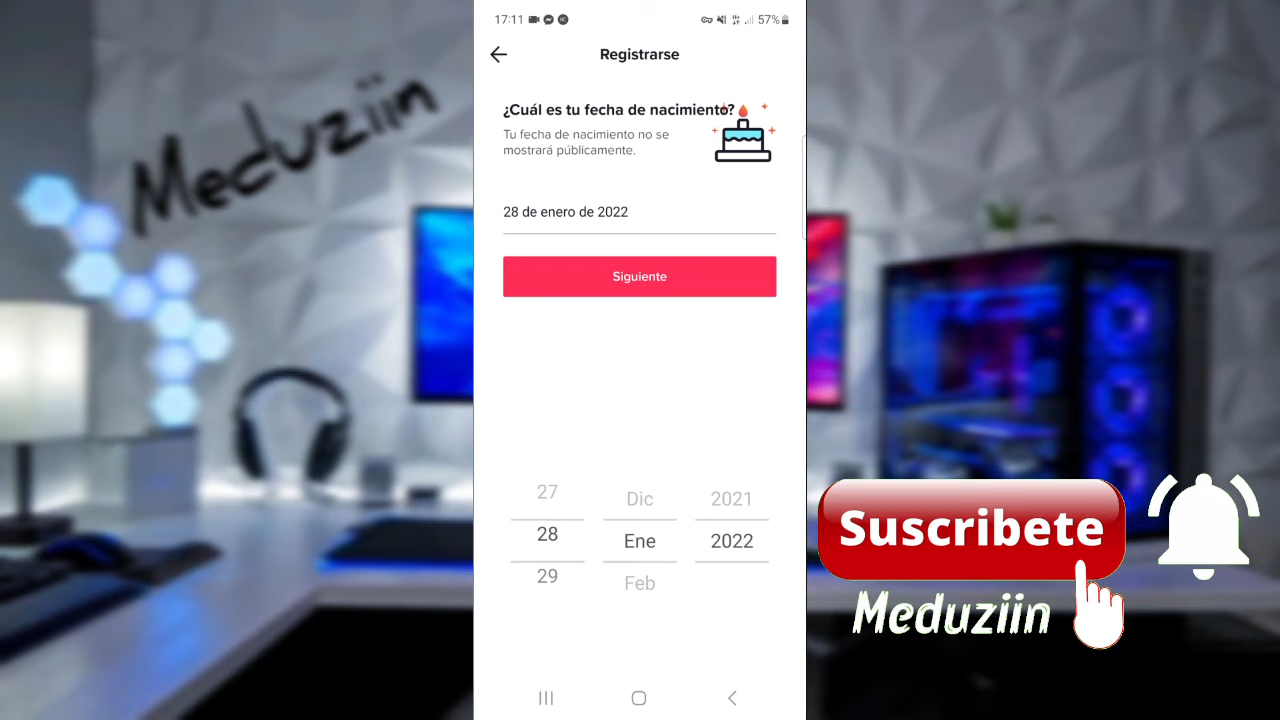 Meduziin
17:11
57%
Registrarse
¿Cuál es tu fecha de nacimiento?
Tu fecha de nacimiento no se
mostrará públicamente.
28 de enero de 2022
Siguiente
27 Dic 2021
28 Ene 2022
29 Feb
Suscribete
Meduziin